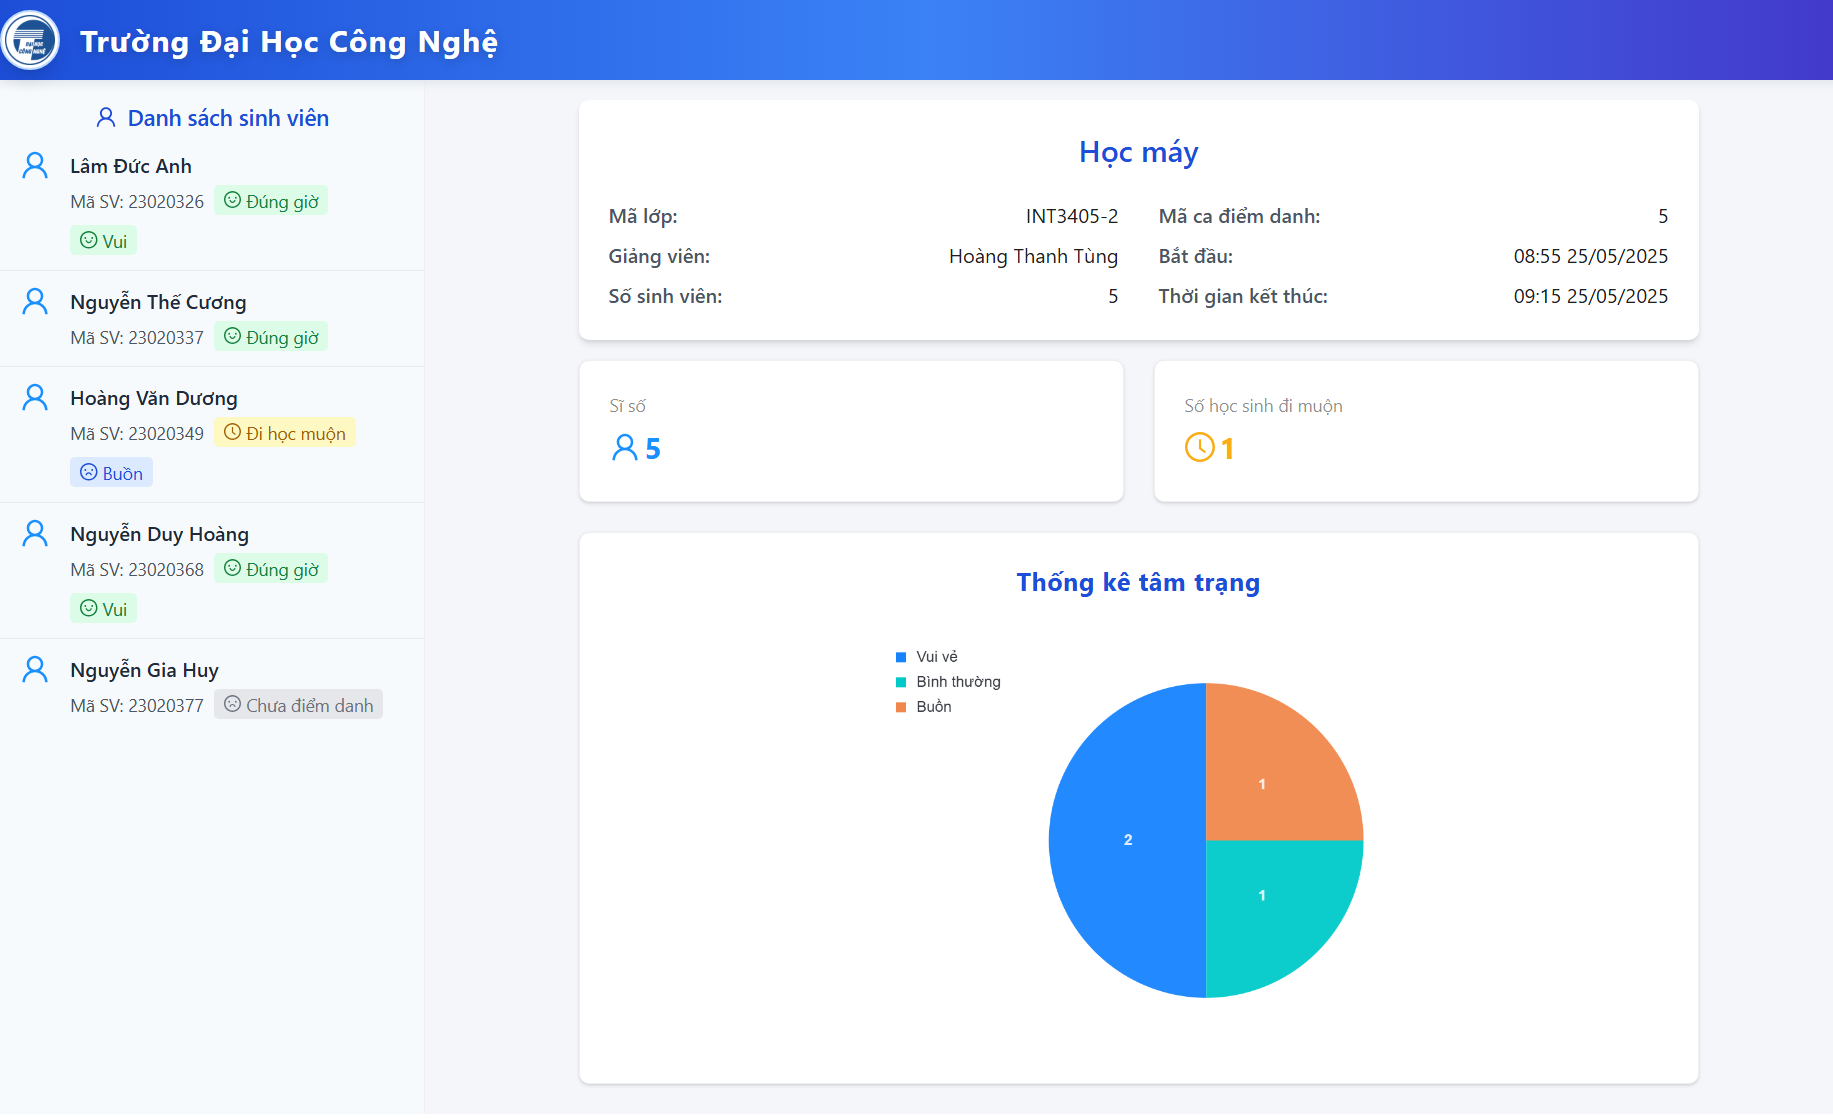 ĐẠI HỌC
CÔNG NGHỆ
Trường Đại Học Công Nghệ
Danh sách sinh viên
Lâm Đức Anh
Mã SV: 23020326 Đúng giờ
Vui
Nguyễn Thế Cương
Mã SV: 23020337 Đúng giờ
Hoàng Văn Dương
Mã SV: 23020349 Đi học muộn
Buồn
Nguyễn Duy Hoàng
Mã SV: 23020368 Đúng giờ
Vui
Nguyễn Gia Huy
Mã SV: 23020377 Chưa điểm danh
Học máy
Mã lớp: INT3405-2 Mã ca điểm danh: 5
Giảng viên: Hoàng Thanh Tùng Bắt đầu: 08:55 25/05/2025
Số sinh viên: 5 Thời gian kết thúc: 09:15 25/05/2025
Sĩ số
5
Số học sinh đi muộn
1
Thống kê tâm trạng
Vui vẻ
Bình thường
Buồn
1
2
1